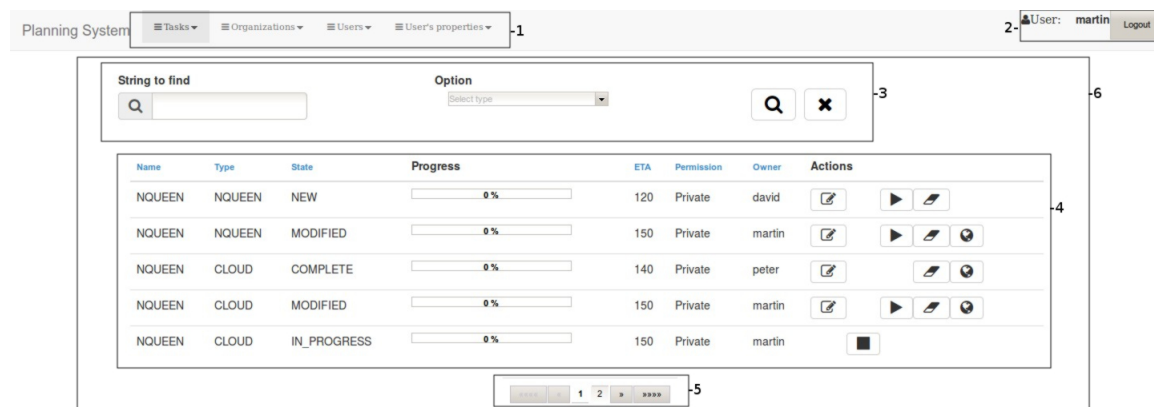 Planning System Tasks Organizations Users User's properties -1 2- User: martin Logout
String to find Option
Select type
-3
-6
Name Type State Progress ETA Permission Owner Actions
NQUEEN NQUEEN NEW 0 % 120 Private david
-4
NQUEEN NQUEEN MODIFIED 0 % 150 Private martin
NQUEEN CLOUD COMPLETE 0 % 140 Private peter
NQUEEN CLOUD MODIFIED 0 % 150 Private martin
NQUEEN CLOUD IN_PROGRESS 0 % 150 Private martin
«««« « 1 2 » »»»» -5